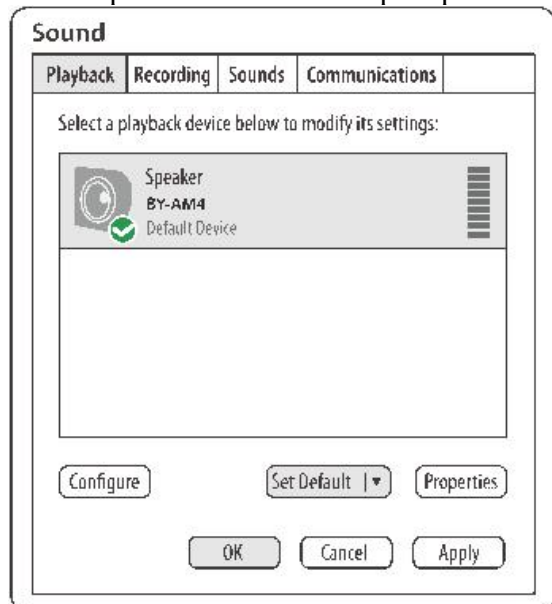 Sound
Playback Recording Sounds Communications
Select a playback device below to modify its settings:
Speaker
BY-AM4
Default Device
Configure Set Default Properties
OK Cancel Apply